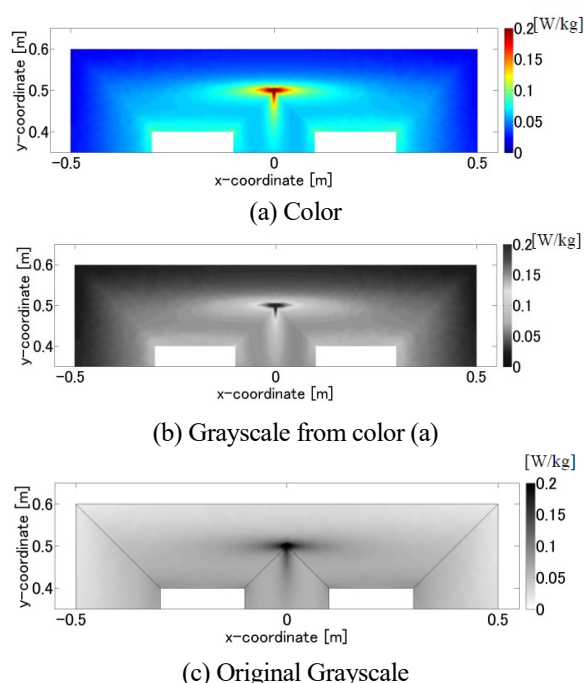 [W/kg]
0.2
0.6
0.15
y-coordinate [m]
0.5
0.1
0.05
0.4
0
−0.5
0
0.5
x-coordinate [m]
(a) Color
[W/kg]
0.2
0.6
0.15
y-coordinate [m]
0.5
0.1
0.05
0.4
0
−0.5
0
0.5
x-coordinate [m]
(b) Grayscale from color (a)
[W/kg]
0.2
0.6
0.15
y-coordinate [m]
0.5
0.1
0.05
0.4
0
−0.5
0
0.5
x-coordinate [m]
(c) Original Grayscale